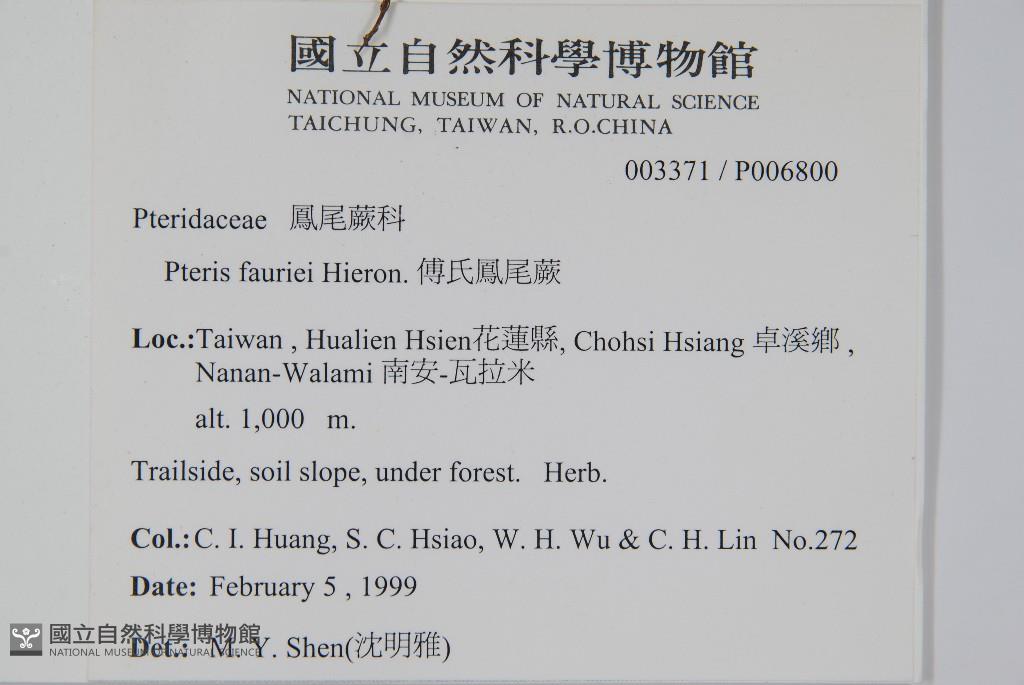 國立自然科學博物館
NATIONAL MUSEUM OF NATURAL SCIENCE
TAICHUNG, TAIWAN, R.O.CHINA
003371 / P006800
Pteridaceae 鳳尾蕨科
Pteris fauriei Hieron. 傅氏鳳尾蕨
Loc.:Taiwan , Hualien Hsien花蓮縣, Chohsi Hsiang 卓溪鄉 ,
Nanan-Walami 南安-瓦拉米
alt. 1,000 m.
Trailside, soil slope, under forest. Herb.
Col.:C. I. Huang, S. C. Hsiao, W. H. Wu & C. H. Lin No.272
Date: February 5 , 1999
Det.: M. Y. Shen(沈明雅)
國立自然科學博物館
NATIONAL MUSEUM OF NATURAL SCIENCE